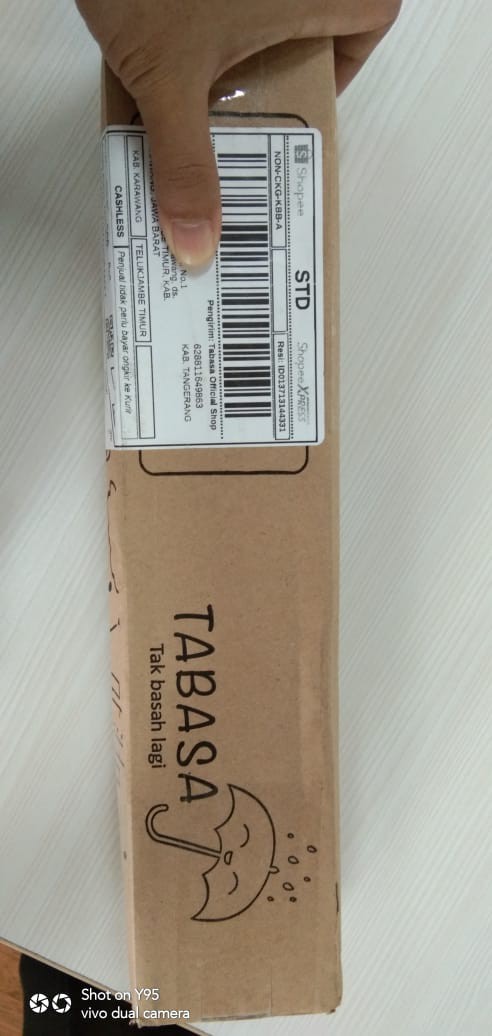 Shopee
STD
Shopee XPRESS
NON-CKG-KBB-A
Resi: ID013713144331
Pengirim: Tabasa Official Shop
628811649863
KAB. TANGERANG
No.1
ds.
TIMUR, KAB.
JAWA BARAT
KAB. KARAWANG
TELUKJAMBE TIMUR
CASHLESS
Penjual tidak perlu bayar ongkir ke Kurir
TABASA
Tak basah lagi
Shot on Y95
vivo dual camera